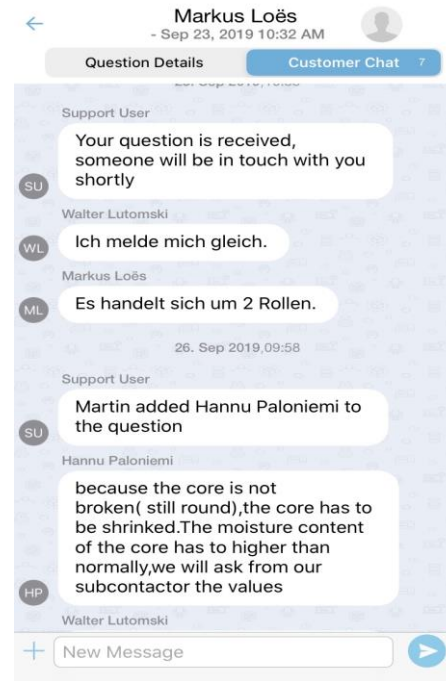 Markus Loës
- Sep 23, 2019 10:32 AM
Question Details
Customer Chat 7
Support User
Your question is received,
someone will be in touch with you
shortly
SU
Walter Lutomski
Ich melde mich gleich.
WL
Markus Loës
Es handelt sich um 2 Rollen.
ML
26. Sep 2019,09:58
Support User
Martin added Hannu Paloniemi to
the question
SU
Hannu Paloniemi
because the core is not
broken( still round),the core has to
be shrinked.The moisture content
of the core has to higher than
normally,we will ask from our
subcontactor the values
HP
Walter Lutomski
New Message